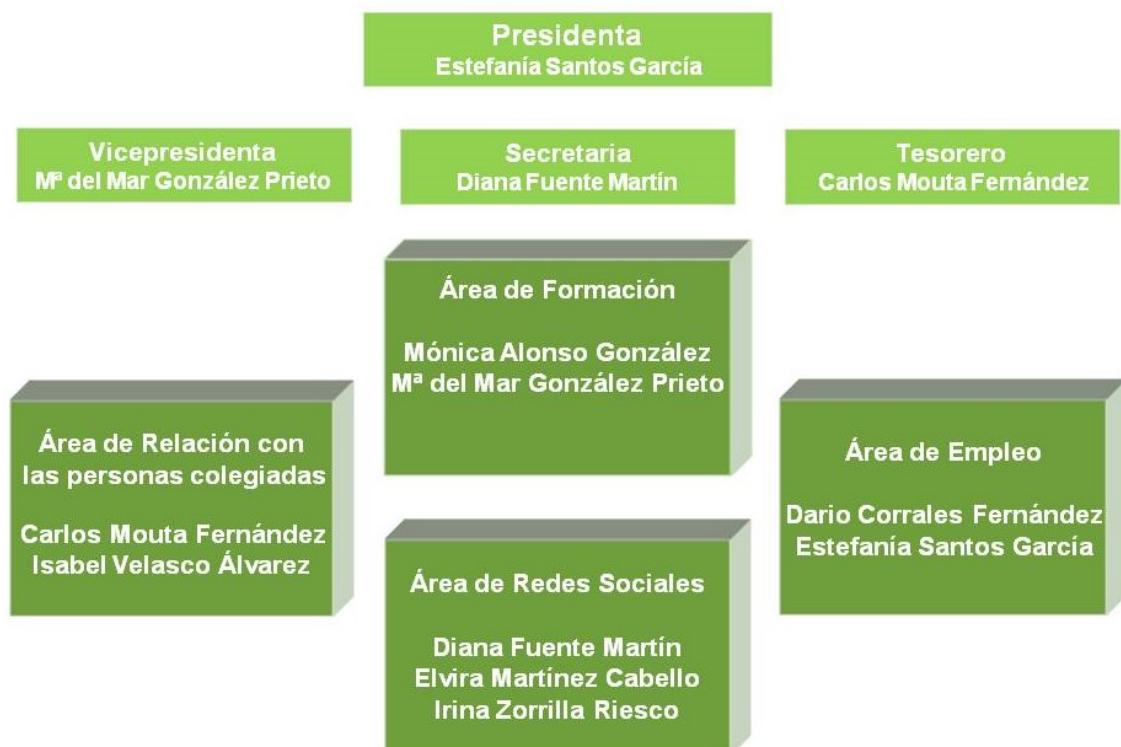 Presidenta
Estefanía Santos García
Vicepresidenta
Mª del Mar González Prieto
Secretaria
Diana Fuente Martín
Tesorero
Carlos Mouta Fernández
Área de Formación
Mónica Alonso González
Mª del Mar González Prieto
Área de Relación con
las personas colegiadas
Carlos Mouta Fernández
Isabel Velasco Álvarez
Área de Empleo
Dario Corrales Fernández
Estefanía Santos García
Área de Redes Sociales
Diana Fuente Martín
Elvira Martínez Cabello
Irina Zorrilla Riesco